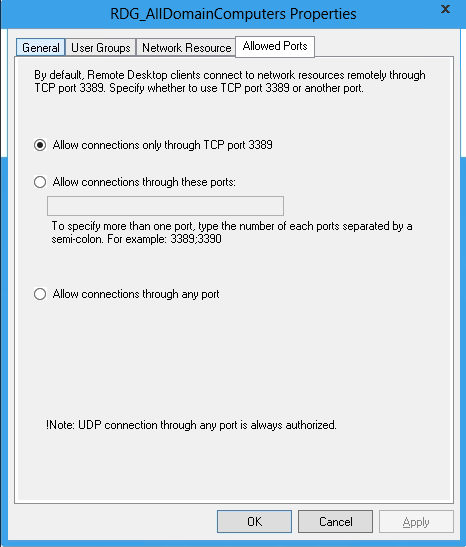 RDG_AllDomainComputers Properties
x
General
User Groups
Network Resource
Allowed Ports
By default, Remote Desktop clients connect to network resources remotely through
TCP port 3389. Specify whether to use TCP port 3389 or another port.
Allow connections only through TCP port 3389
Allow connections through these ports:
To specify more than one port, type the number of each ports separated by a
semi-colon. For example: 3389;3390
Allow connections through any port
!Note: UDP connection through any port is always authorized.
OK
Cancel
Apply